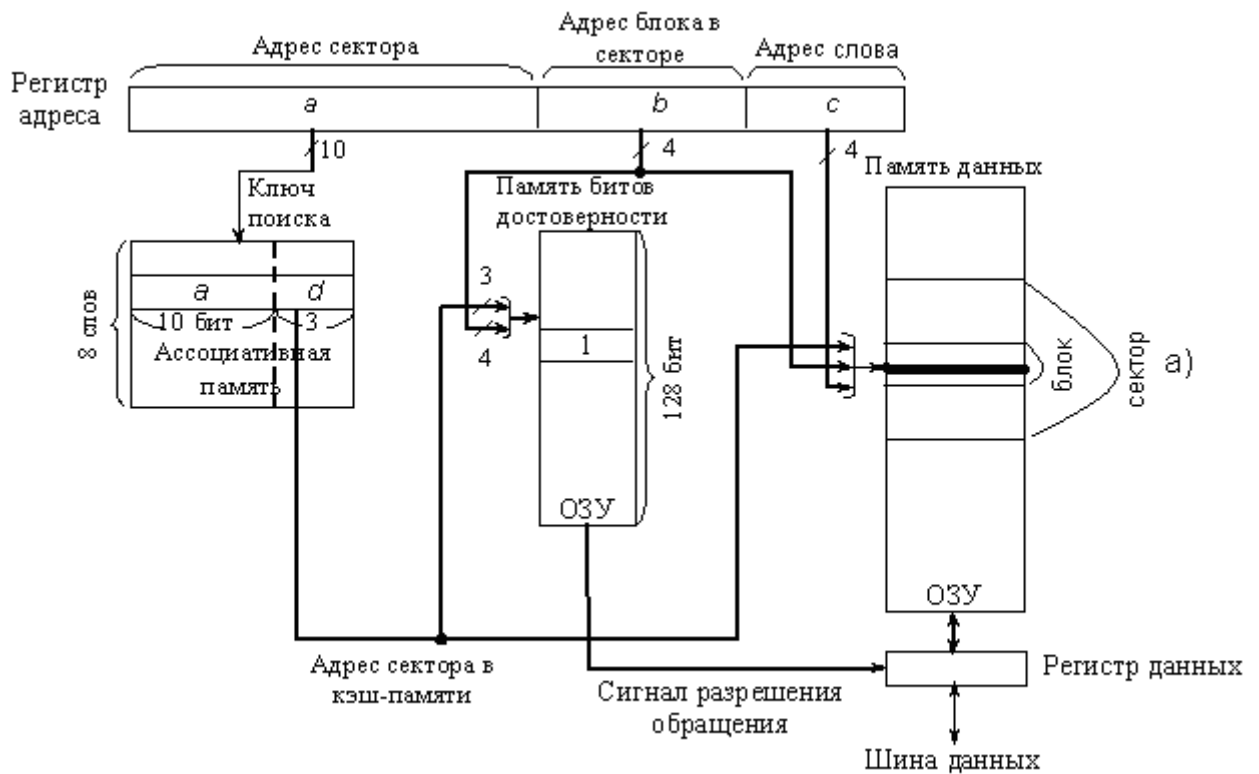 Адрес сектора
Адрес блока в
секторе
Адрес слова
Регистр
адреса
a
b
c
10
4
4
Ключ
поиска
Память битов
достоверности
Память данных
8 слов
a
d
10 бит
3
Ассоциативная
память
3
4
1
128 бит
ОЗУ
блок
сектор
а)
ОЗУ
Адрес сектора в
кэш-памяти
Сигнал разрешения
обращения
Регистр данных
Шина данных